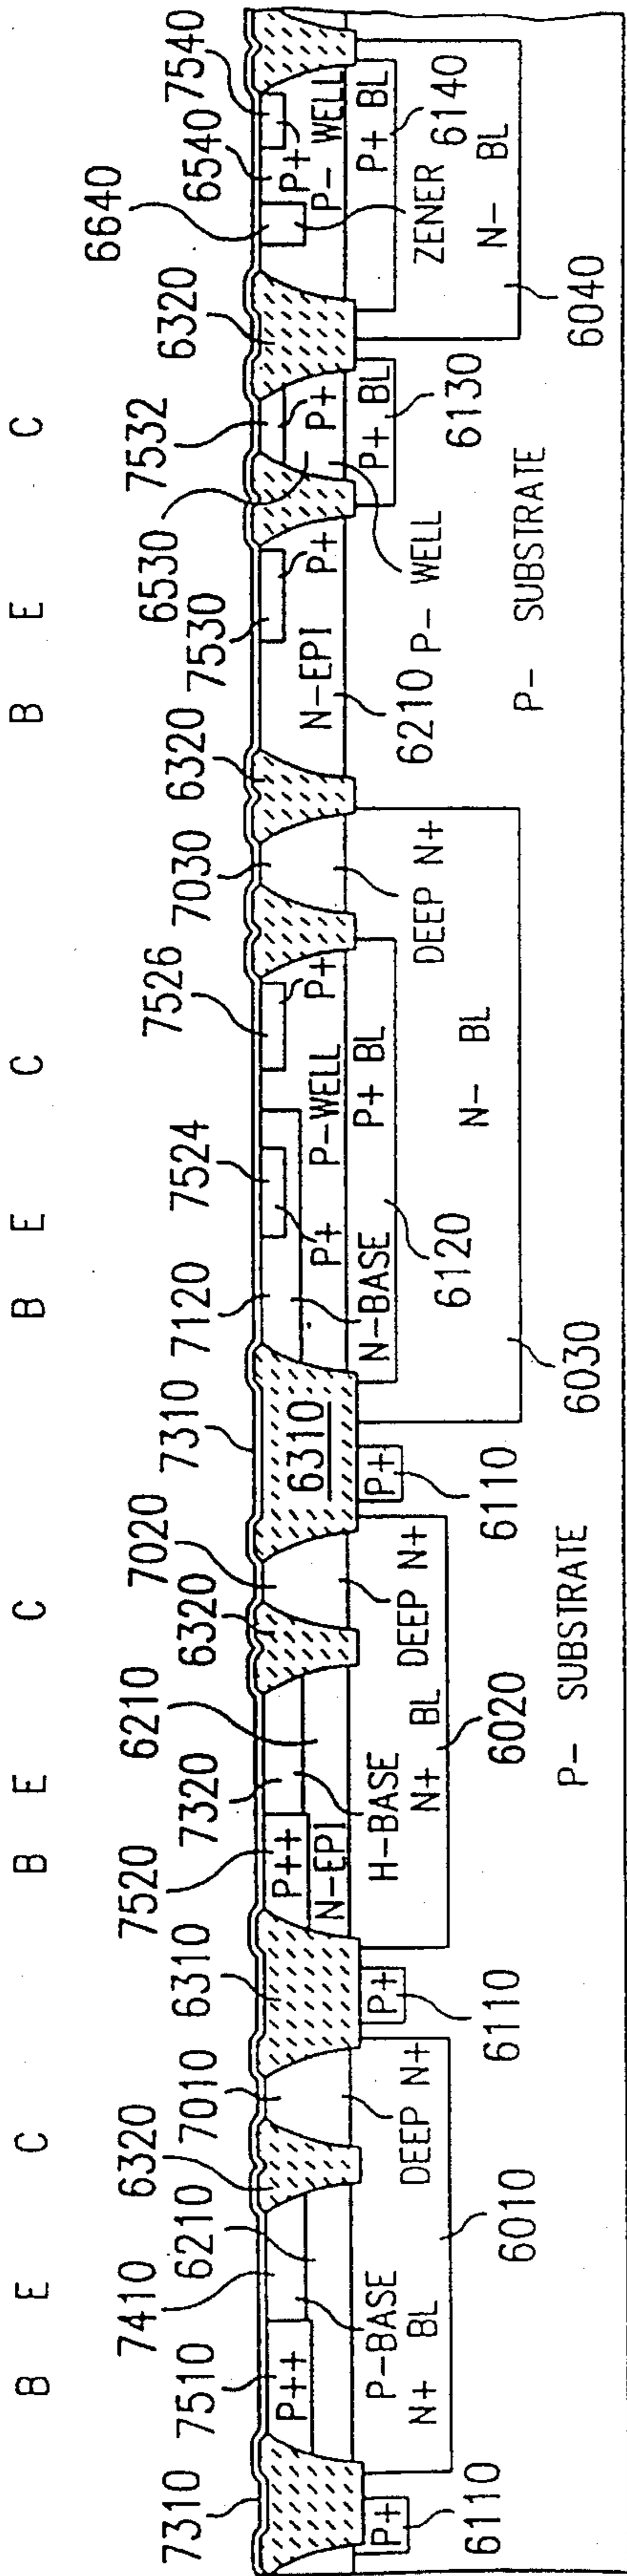 B E C B E C B E C B E C
7310 7510 7410 6210 6320 7010 6310 7520 7320 6210 6320 7020 7310 7120 7524 7526 7030 6320 7530 6530 7532 6320 6640 6540 7540
P++ P++ N-EPI 6310 P+ P-WELL P+ N-EPI P+ P+ P- WELL
P+ P-BASE DEEP N+ P+ H-BASE DEEP N+ P+ N-BASE P+ BL DEEP N+ 6210 P- WELL P+ BL ZENER P+ BL
N+ BL N+ BL N- BL 6130 6140 N- BL
6110 6010 6110 6020 6110 6120 6030 6040
P- SUBSTRATE P- SUBSTRATE